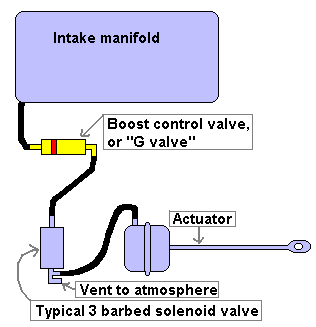 Intake manifold
Boost control valve,
or "G valve"
Actuator
Vent to atmosphere
Typical 3 barbed solenoid valve